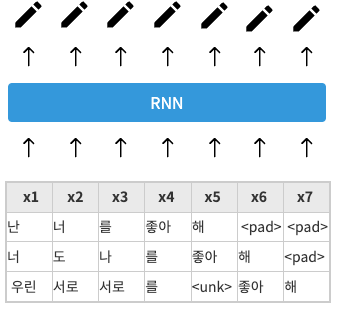 RNN
x1 x2 x3 x4 x5 x6 x7
난 너 를 좋아 해 <pad> <pad>
너 도 나 를 좋아 해 <pad>
우린 서로 서로 를 <unk> 좋아 해